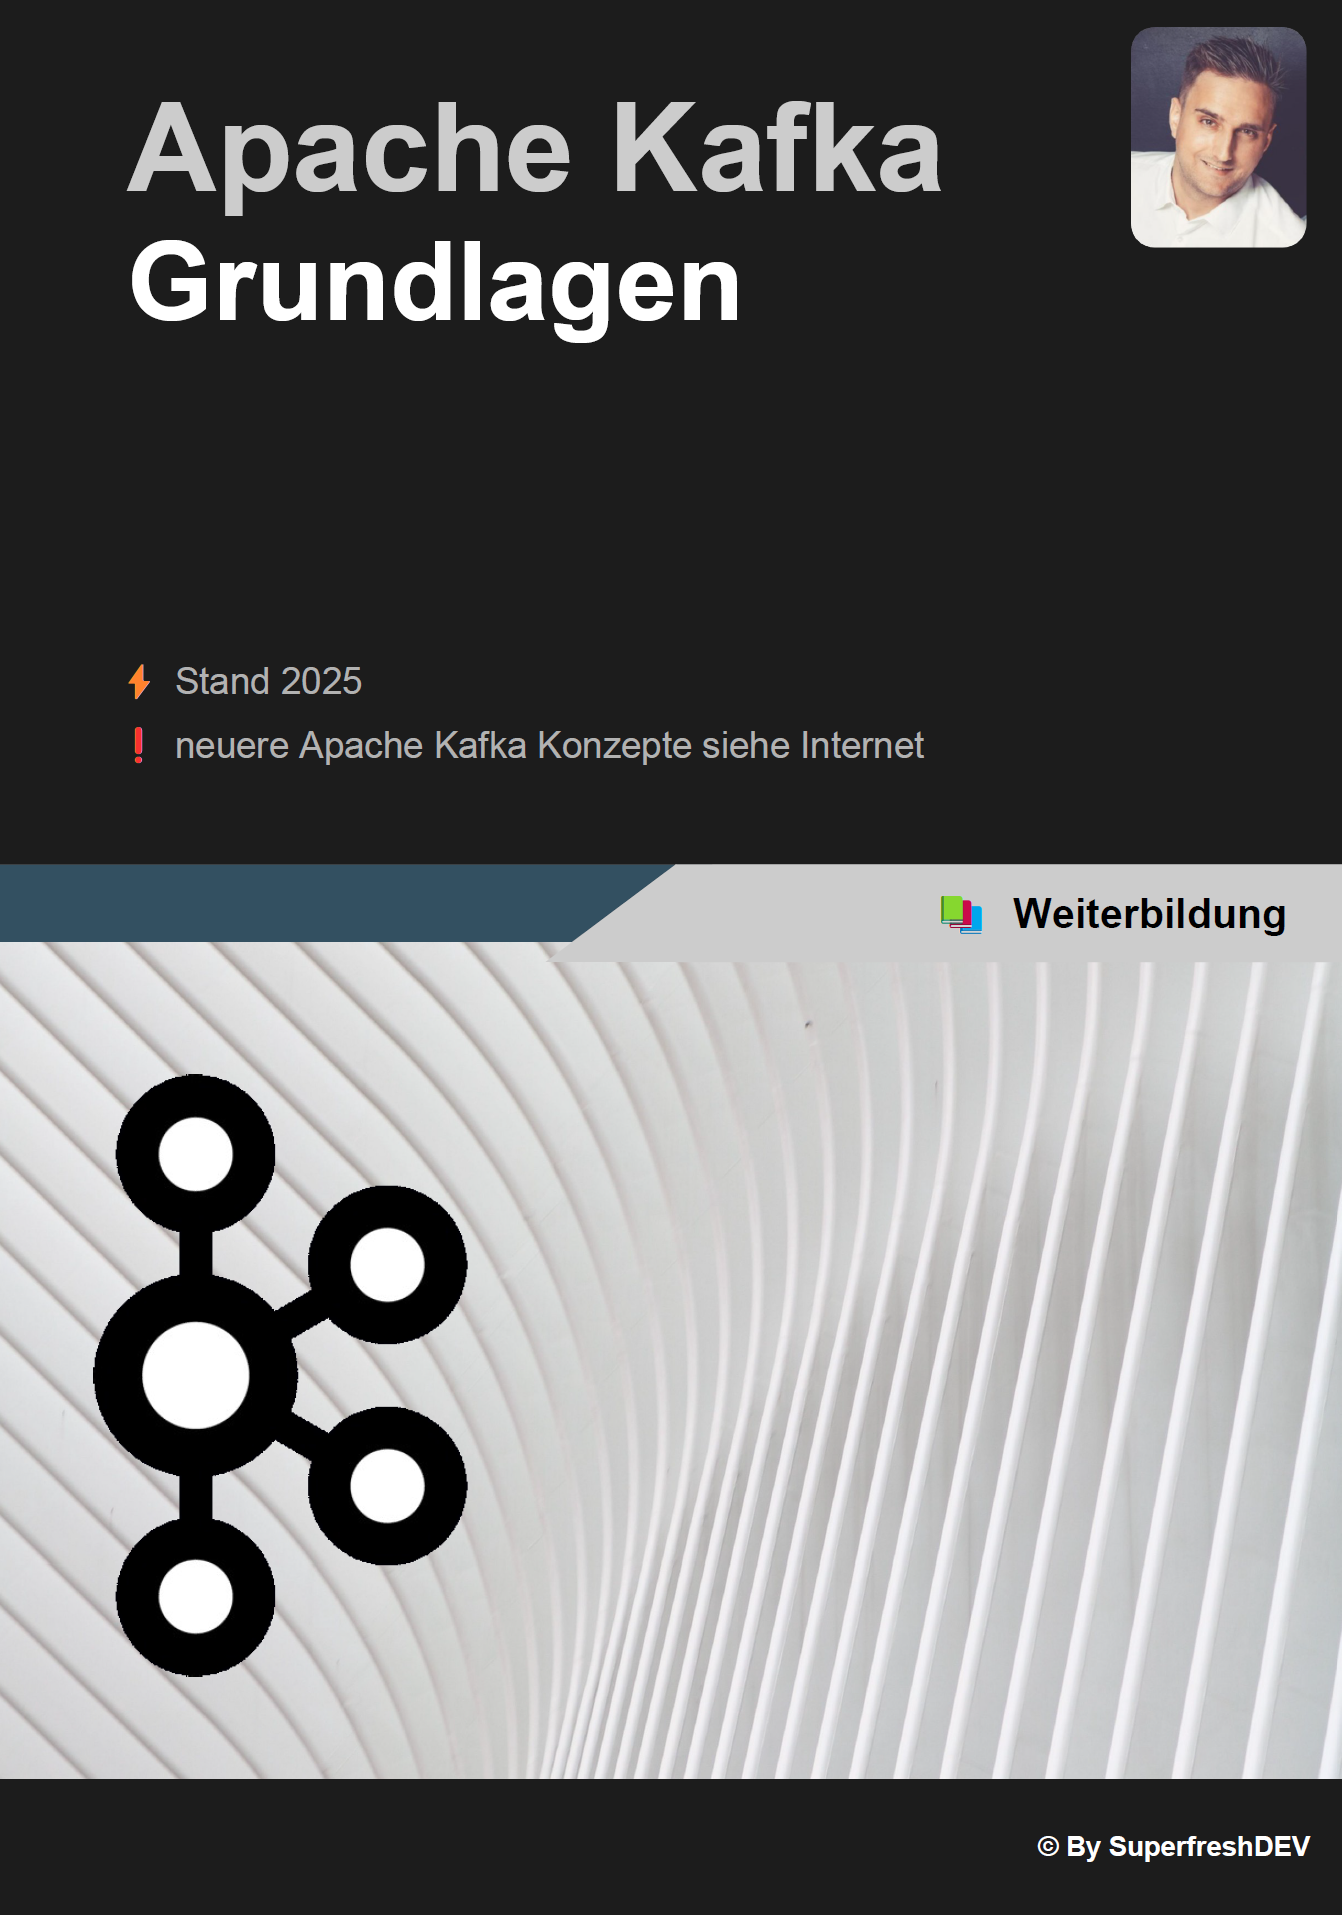 Apache Kafka
Grundlagen
Stand 2025
neuere Apache Kafka Konzepte siehe Internet
Weiterbildung
© By SuperfreshDEV